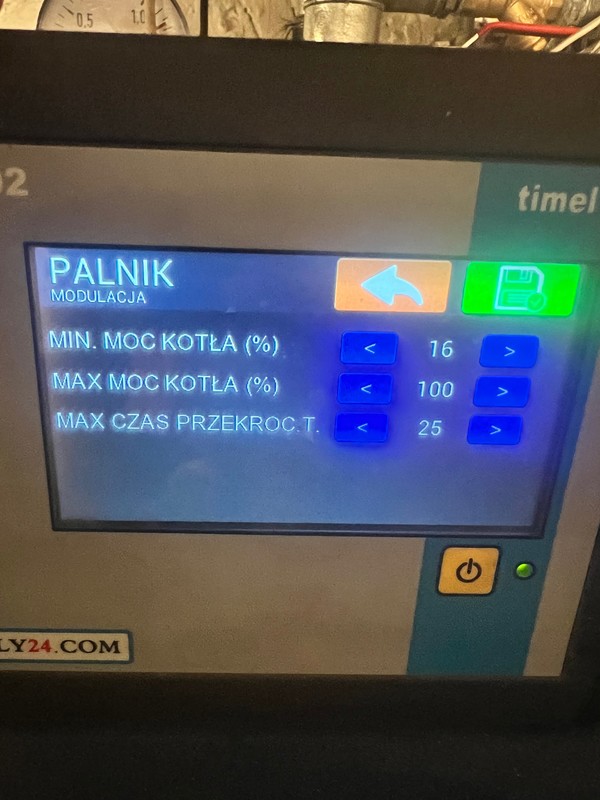 0.5 1.0
02
timel
PALNIK
MODULACJA
MIN. MOC KOTŁA (%) < 16 >
MAX MOC KOTŁA (%) < 100 >
MAX CZAS PRZEKROC.T. < 25 >
LY24.COM